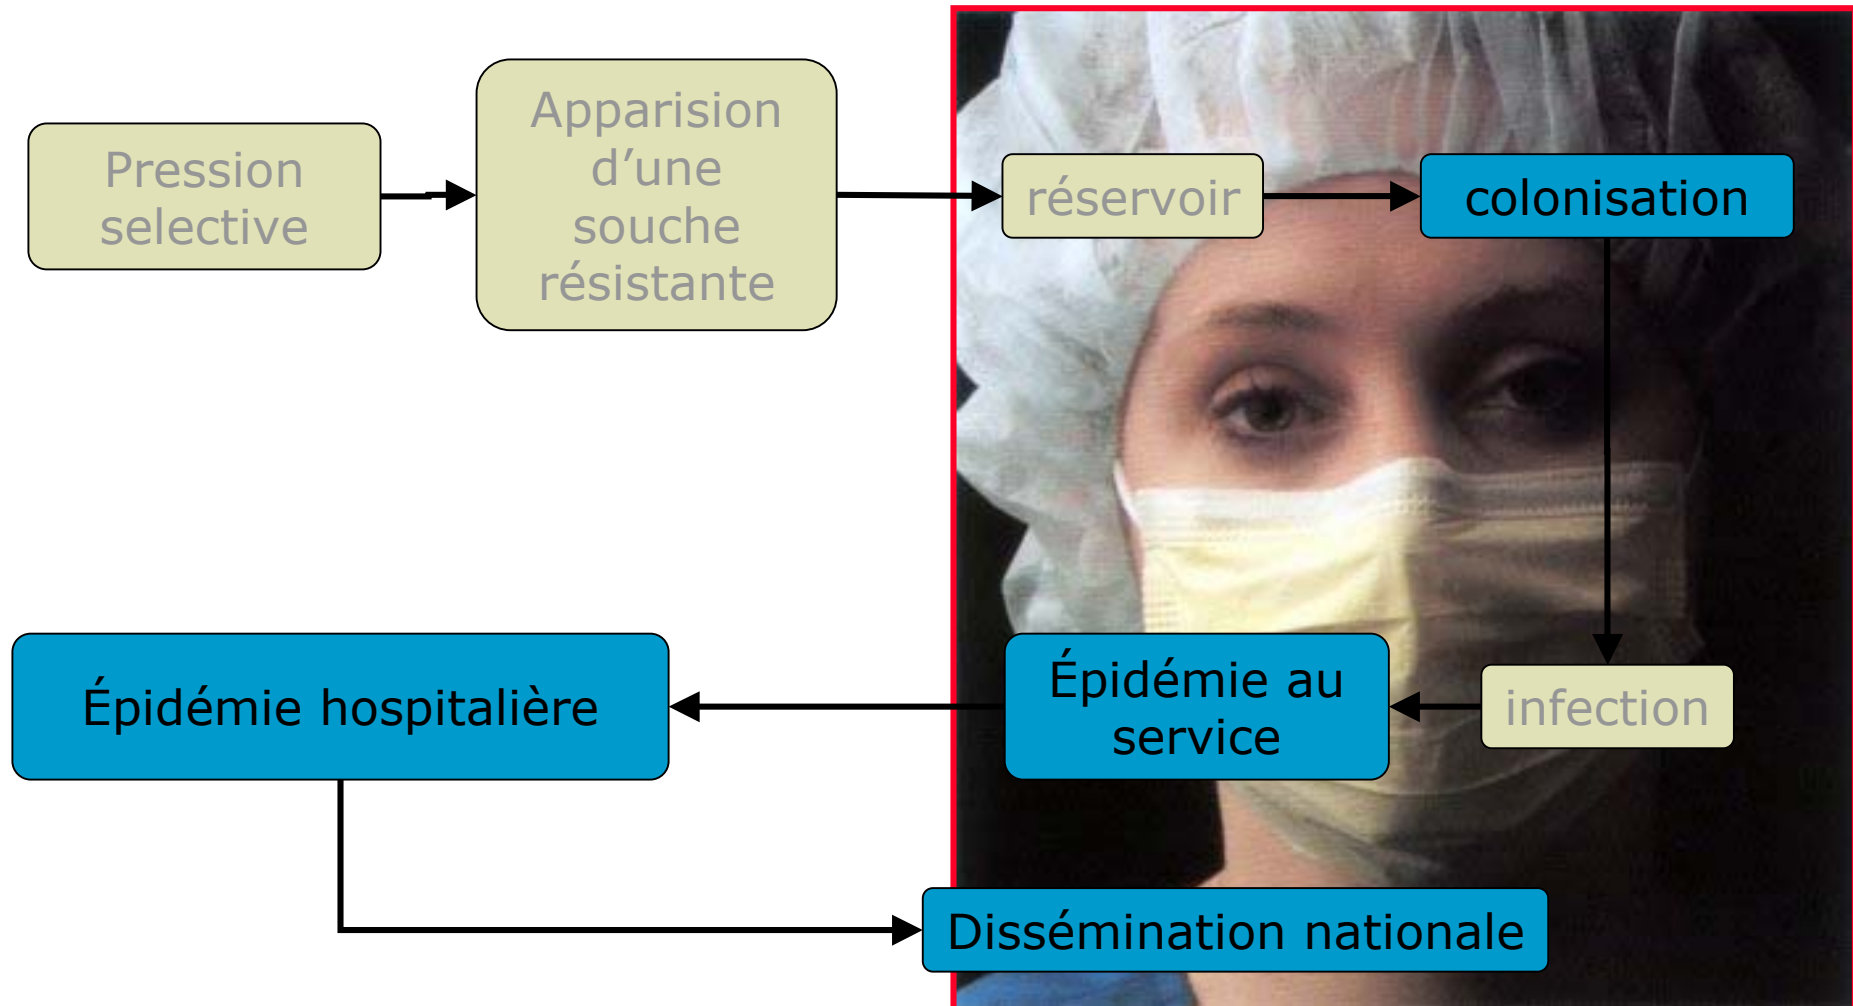 Pression
selective
Apparision
d’une
souche
résistante
réservoir
colonisation
infection
Épidémie au
service
Épidémie hospitalière
Dissémination nationale